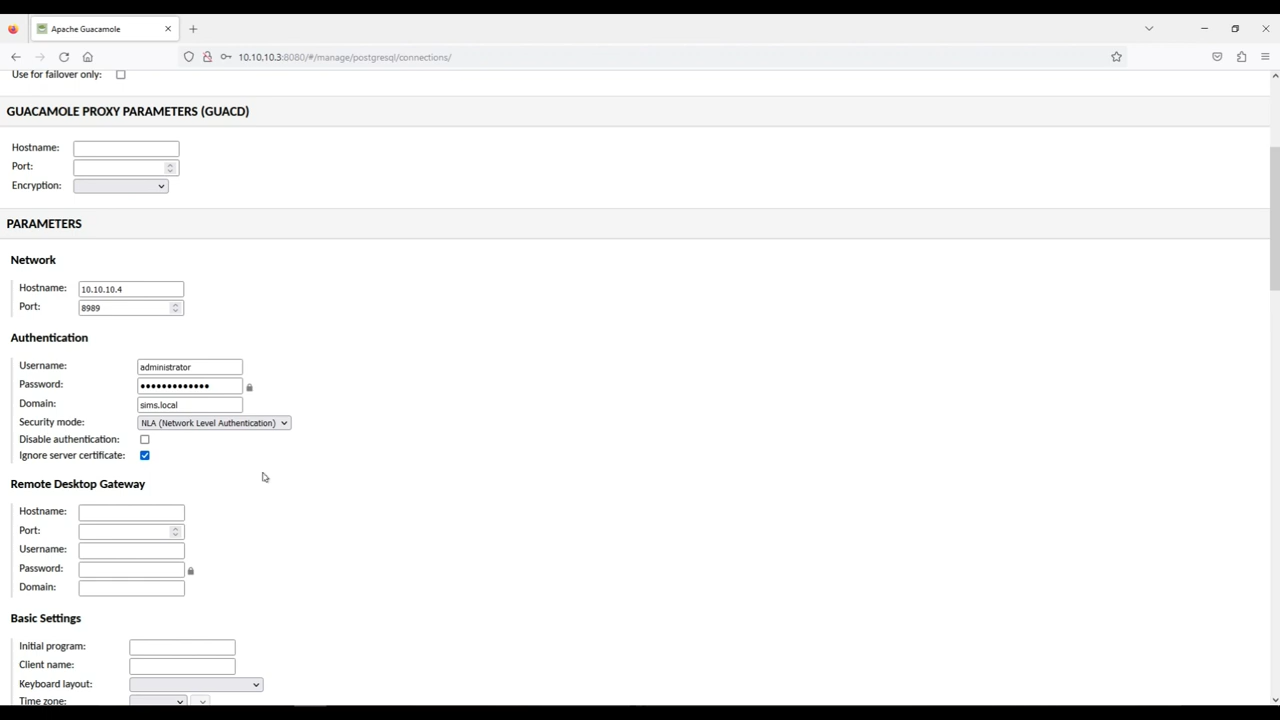 Apache Guacamole
10.10.10.3:8080/#/manage/postgresql/connections/
Use for failover only:
GUACAMOLE PROXY PARAMETERS (GUACD)
Hostname:
Port:
Encryption:
PARAMETERS
Network
Hostname: 10.10.10.4
Port: 8989
Authentication
Username: administrator
Password: •••••••••••••
Domain: sims.local
Security mode: NLA (Network Level Authentication)
Disable authentication:
Ignore server certificate:
Remote Desktop Gateway
Hostname:
Port:
Username:
Password:
Domain:
Basic Settings
Initial program:
Client name:
Keyboard layout:
Time zone: